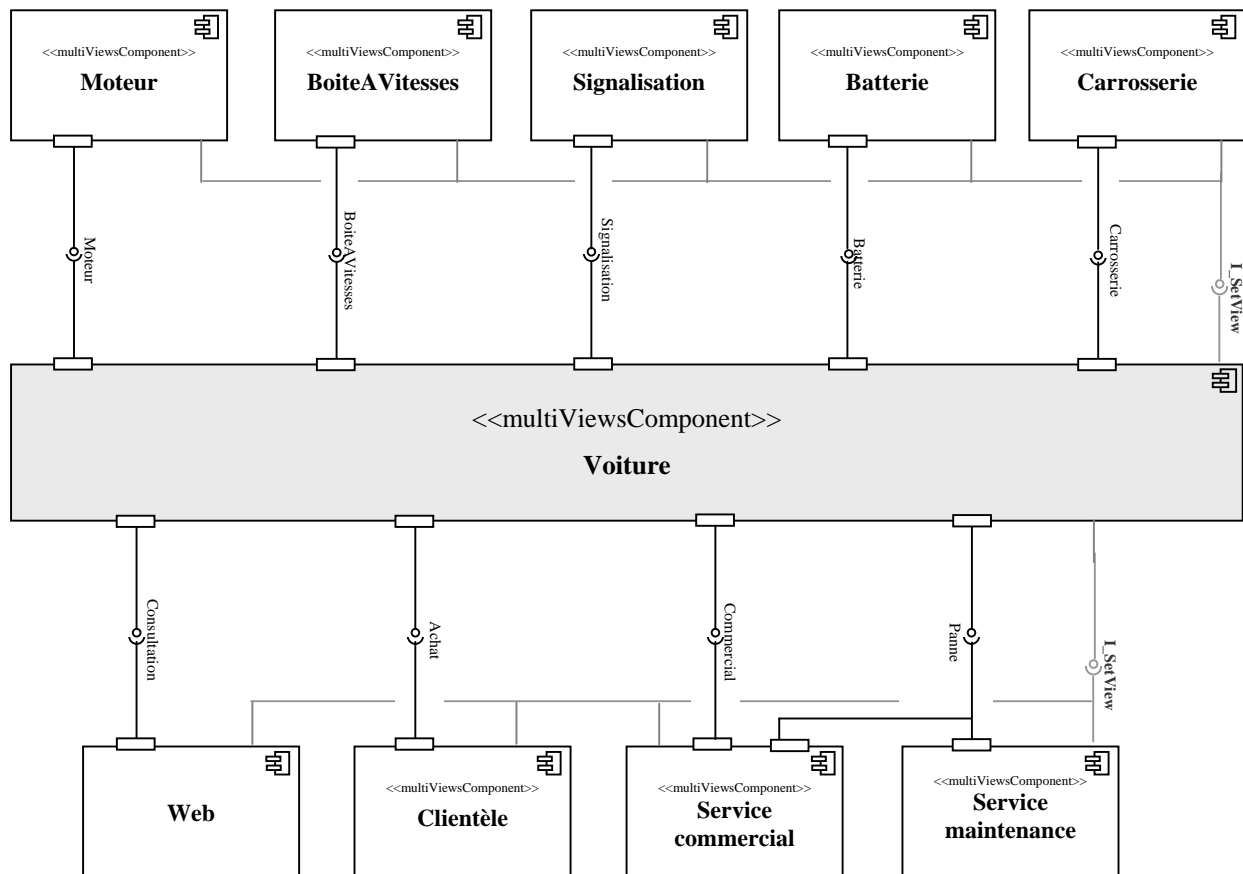 <<multiViewsComponent>>
Moteur
<<multiViewsComponent>>
BoiteAVitesses
<<multiViewsComponent>>
Signalisation
<<multiViewsComponent>>
Batterie
<<multiViewsComponent>>
Carrosserie
Moteur
BoiteAVitesses
Signalisation
Batterie
Carrosserie
I_SetView
<<multiViewsComponent>>
Voiture
Consultation
Achat
Commercial
Panne
I_SetView
Web
<<multiViewsComponent>>
Clientèle
<<multiViewsComponent>>
Service
commercial
<<multiViewsComponent>>
Service
maintenance